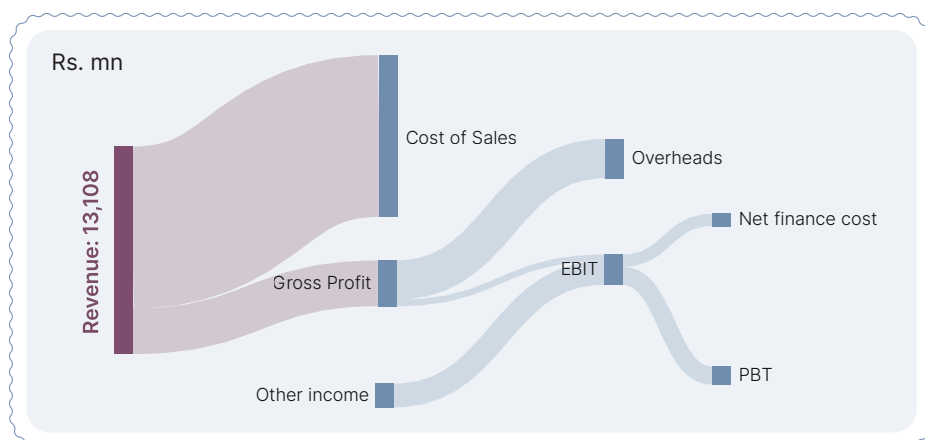 Rs. mn
Revenue: 13,108
Cost of Sales
Gross Profit
Other income
Overheads
EBIT
Net finance cost
PBT